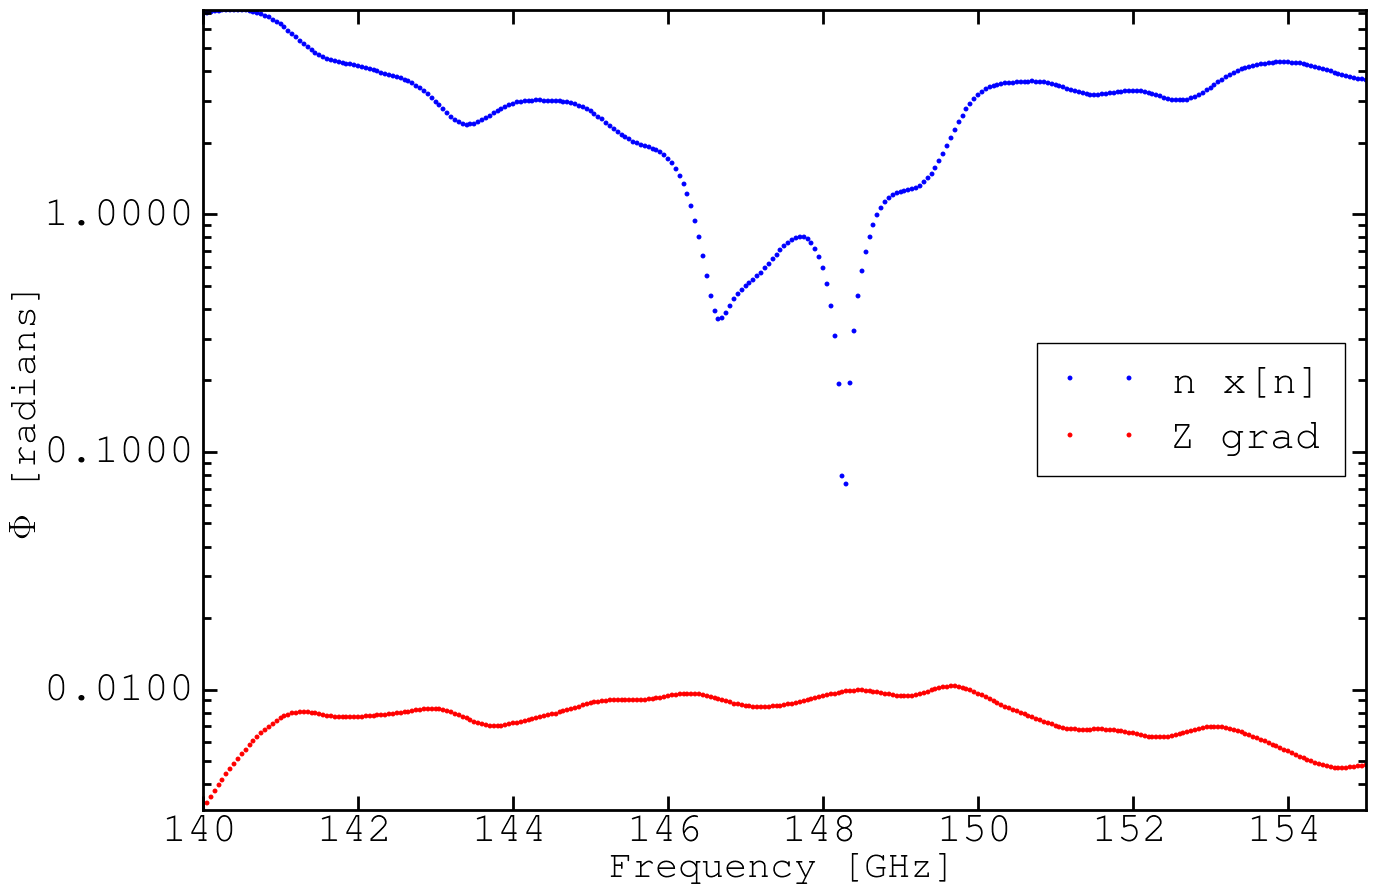 1.0000
0.1000
0.0100
Φ [radians]
n x[n]
Z grad
140 142 144 146 148 150 152 154
Frequency [GHz]